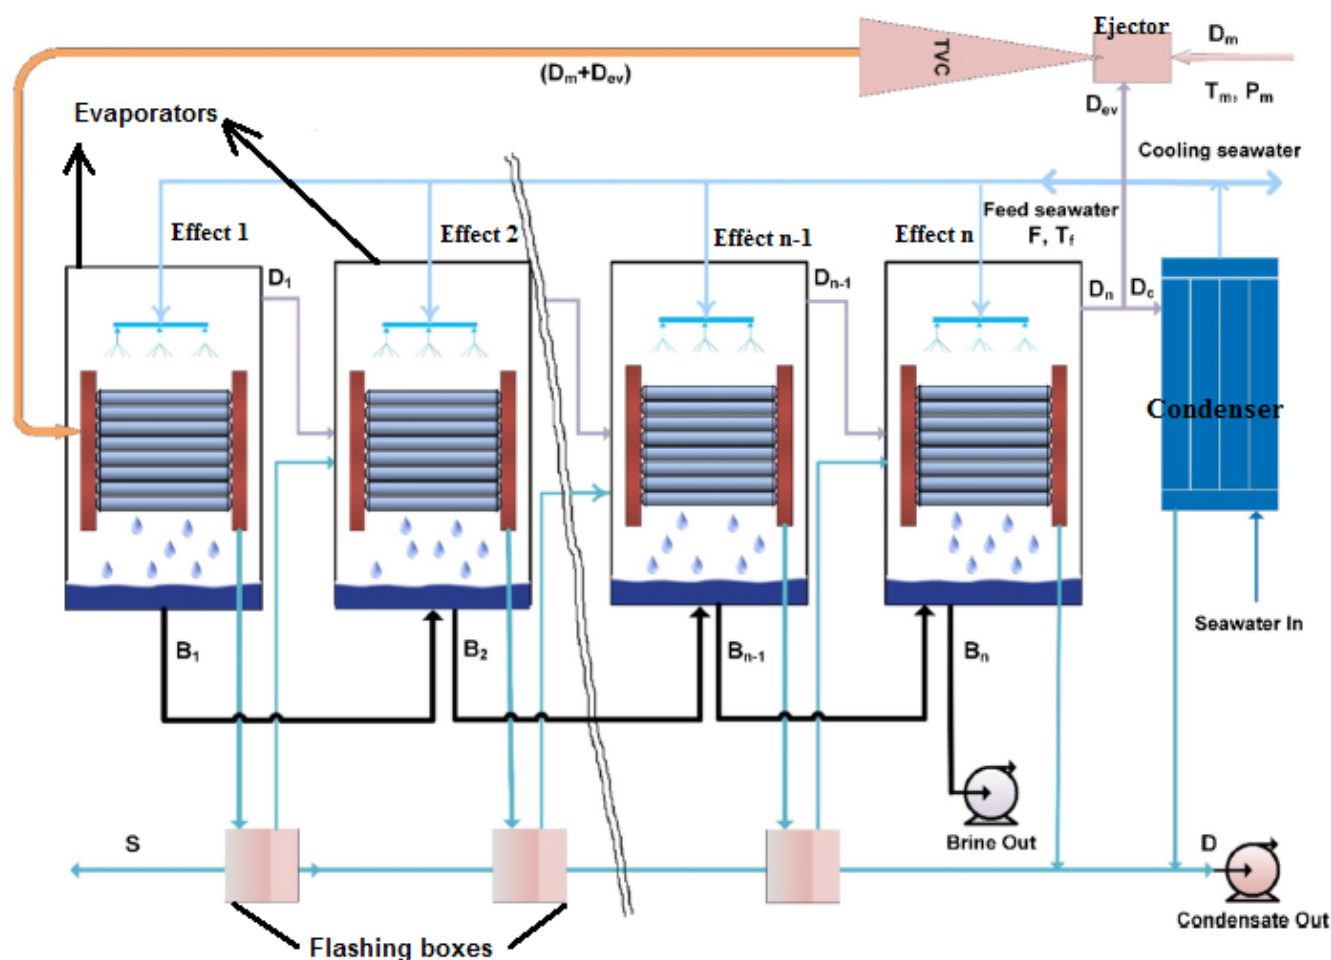 Ejector
Dₘ
TVC
(Dₘ+Dₑᵥ)
Tₘ, Pₘ
Dₑᵥ
Evaporators
Cooling seawater
Feed seawater
F, T_f
Effect 1
Effect 2
Effect n-1
Effect n
D₁
Dₙ₋₁
Dₙ
D_c
Condenser
Seawater In
B₁
B₂
Bₙ₋₁
Bₙ
Brine Out
S
D
Condensate Out
Flashing boxes